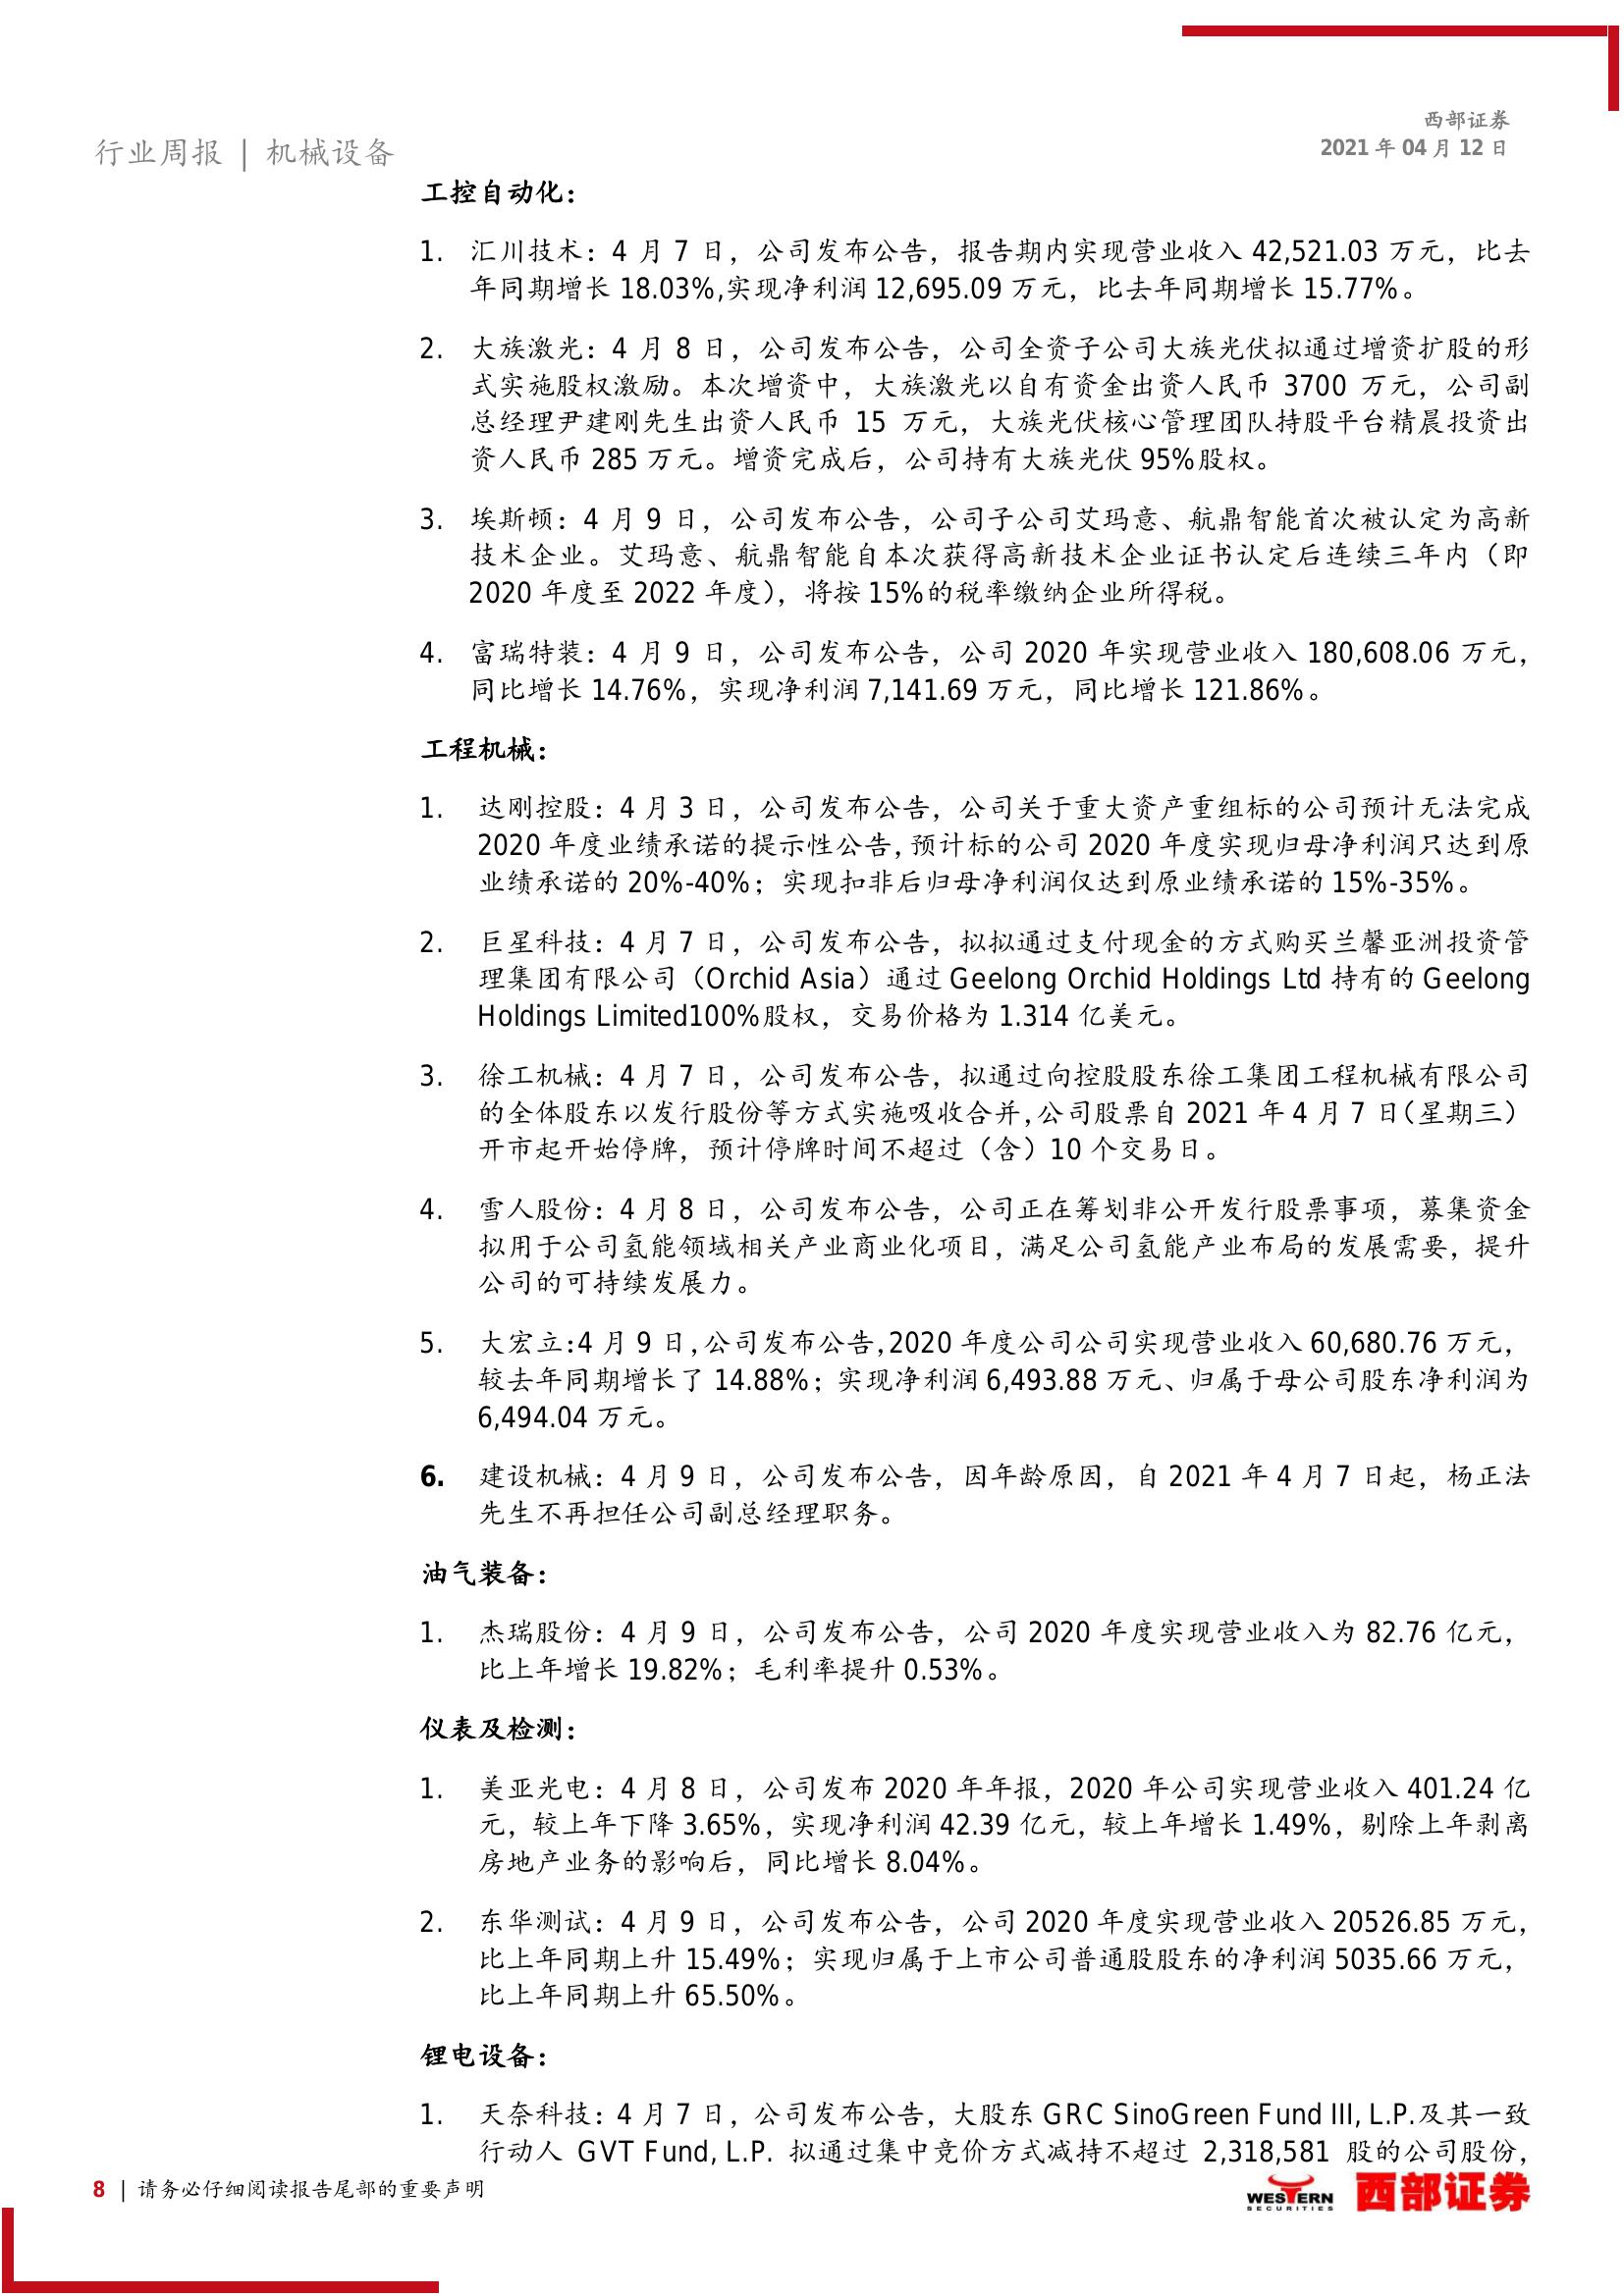 行业周报 | 机械设备
西部证券
2021 年 04 月 12 日
工控自动化：
1. 汇川技术：4 月 7 日，公司发布公告，报告期内实现营业收入 42,521.03 万元，比去
年同期增长 18.03%,实现净利润 12,695.09 万元，比去年同期增长 15.77%。
2. 大族激光：4 月 8 日，公司发布公告，公司全资子公司大族光伏拟通过增资扩股的形
式实施股权激励。本次增资中，大族激光以自有资金出资人民币 3700 万元，公司副
总经理尹建刚先生出资人民币 15 万元，大族光伏核心管理团队持股平台精晨投资出
资人民币 285 万元。增资完成后，公司持有大族光伏 95%股权。
3. 埃斯顿：4 月 9 日，公司发布公告，公司子公司艾玛意、航鼎智能首次被认定为高新
技术企业。艾玛意、航鼎智能自本次获得高新技术企业证书认定后连续三年内（即
2020 年度至 2022 年度），将按 15%的税率缴纳企业所得税。
4. 富瑞特装：4 月 9 日，公司发布公告，公司 2020 年实现营业收入 180,608.06 万元，
同比增长 14.76%，实现净利润 7,141.69 万元，同比增长 121.86%。
工程机械：
1. 达刚控股：4 月 3 日，公司发布公告，公司关于重大资产重组标的公司预计无法完成
2020 年度业绩承诺的提示性公告,预计标的公司 2020 年度实现归母净利润只达到原
业绩承诺的 20%-40%；实现扣非后归母净利润仅达到原业绩承诺的 15%-35%。
2. 巨星科技：4 月 7 日，公司发布公告，拟拟通过支付现金的方式购买兰馨亚洲投资管
理集团有限公司（Orchid Asia）通过 Geelong Orchid Holdings Ltd 持有的 Geelong
Holdings Limited100%股权，交易价格为 1.314 亿美元。
3. 徐工机械：4 月 7 日，公司发布公告，拟通过向控股股东徐工集团工程机械有限公司
的全体股东以发行股份等方式实施吸收合并,公司股票自 2021 年 4 月 7 日（星期三）
开市起开始停牌，预计停牌时间不超过（含）10 个交易日。
4. 雪人股份：4 月 8 日，公司发布公告，公司正在筹划非公开发行股票事项，募集资金
拟用于公司氢能领域相关产业商业化项目，满足公司氢能产业布局的发展需要，提升
公司的可持续发展力。
5. 大宏立:4 月 9 日,公司发布公告,2020 年度公司公司实现营业收入 60,680.76 万元，
较去年同期增长了 14.88%；实现净利润 6,493.88 万元、归属于母公司股东净利润为
6,494.04 万元。
6. 建设机械：4 月 9 日，公司发布公告，因年龄原因，自 2021 年 4 月 7 日起，杨正法
先生不再担任公司副总经理职务。
油气装备：
1. 杰瑞股份：4 月 9 日，公司发布公告，公司 2020 年度实现营业收入为 82.76 亿元，
比上年增长 19.82%；毛利率提升 0.53%。
仪表及检测：
1. 美亚光电：4 月 8 日，公司发布 2020 年年报，2020 年公司实现营业收入 401.24 亿
元，较上年下降 3.65%，实现净利润 42.39 亿元，较上年增长 1.49%，剔除上年剥离
房地产业务的影响后，同比增长 8.04%。
2. 东华测试：4 月 9 日，公司发布公告，公司 2020 年度实现营业收入 20526.85 万元，
比上年同期上升 15.49%；实现归属于上市公司普通股股东的净利润 5035.66 万元，
比上年同期上升 65.50%。
锂电设备：
1. 天奈科技：4 月 7 日，公司发布公告，大股东 GRC SinoGreen Fund III, L.P.及其一致
行动人 GVT Fund, L.P. 拟通过集中竞价方式减持不超过 2,318,581 股的公司股份，
8 | 请务必仔细阅读报告尾部的重要声明
WESTERN
SECURITIES
西部证券